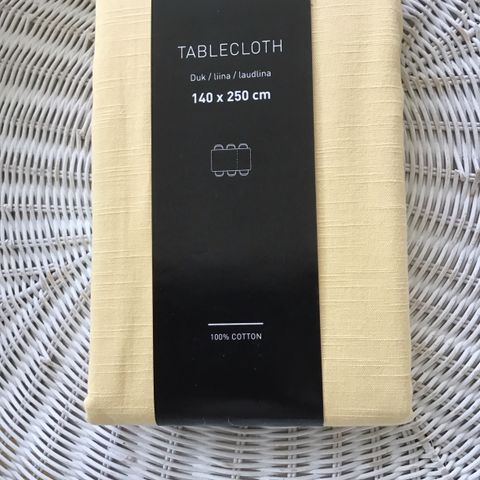 TABLECLOTH
Duk / liina / laudlina
140 x 250 cm
100% COTTON